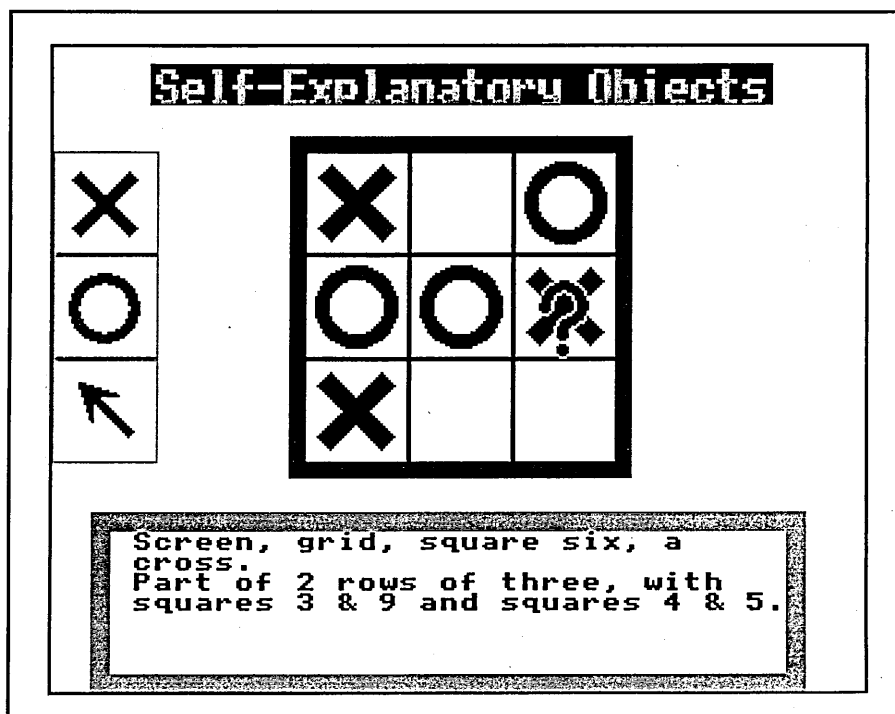 Self-Explanatory Objects
Screen, grid, square six, a
cross.
Part of 2 rows of three, with
squares 3 & 9 and squares 4 & 5.